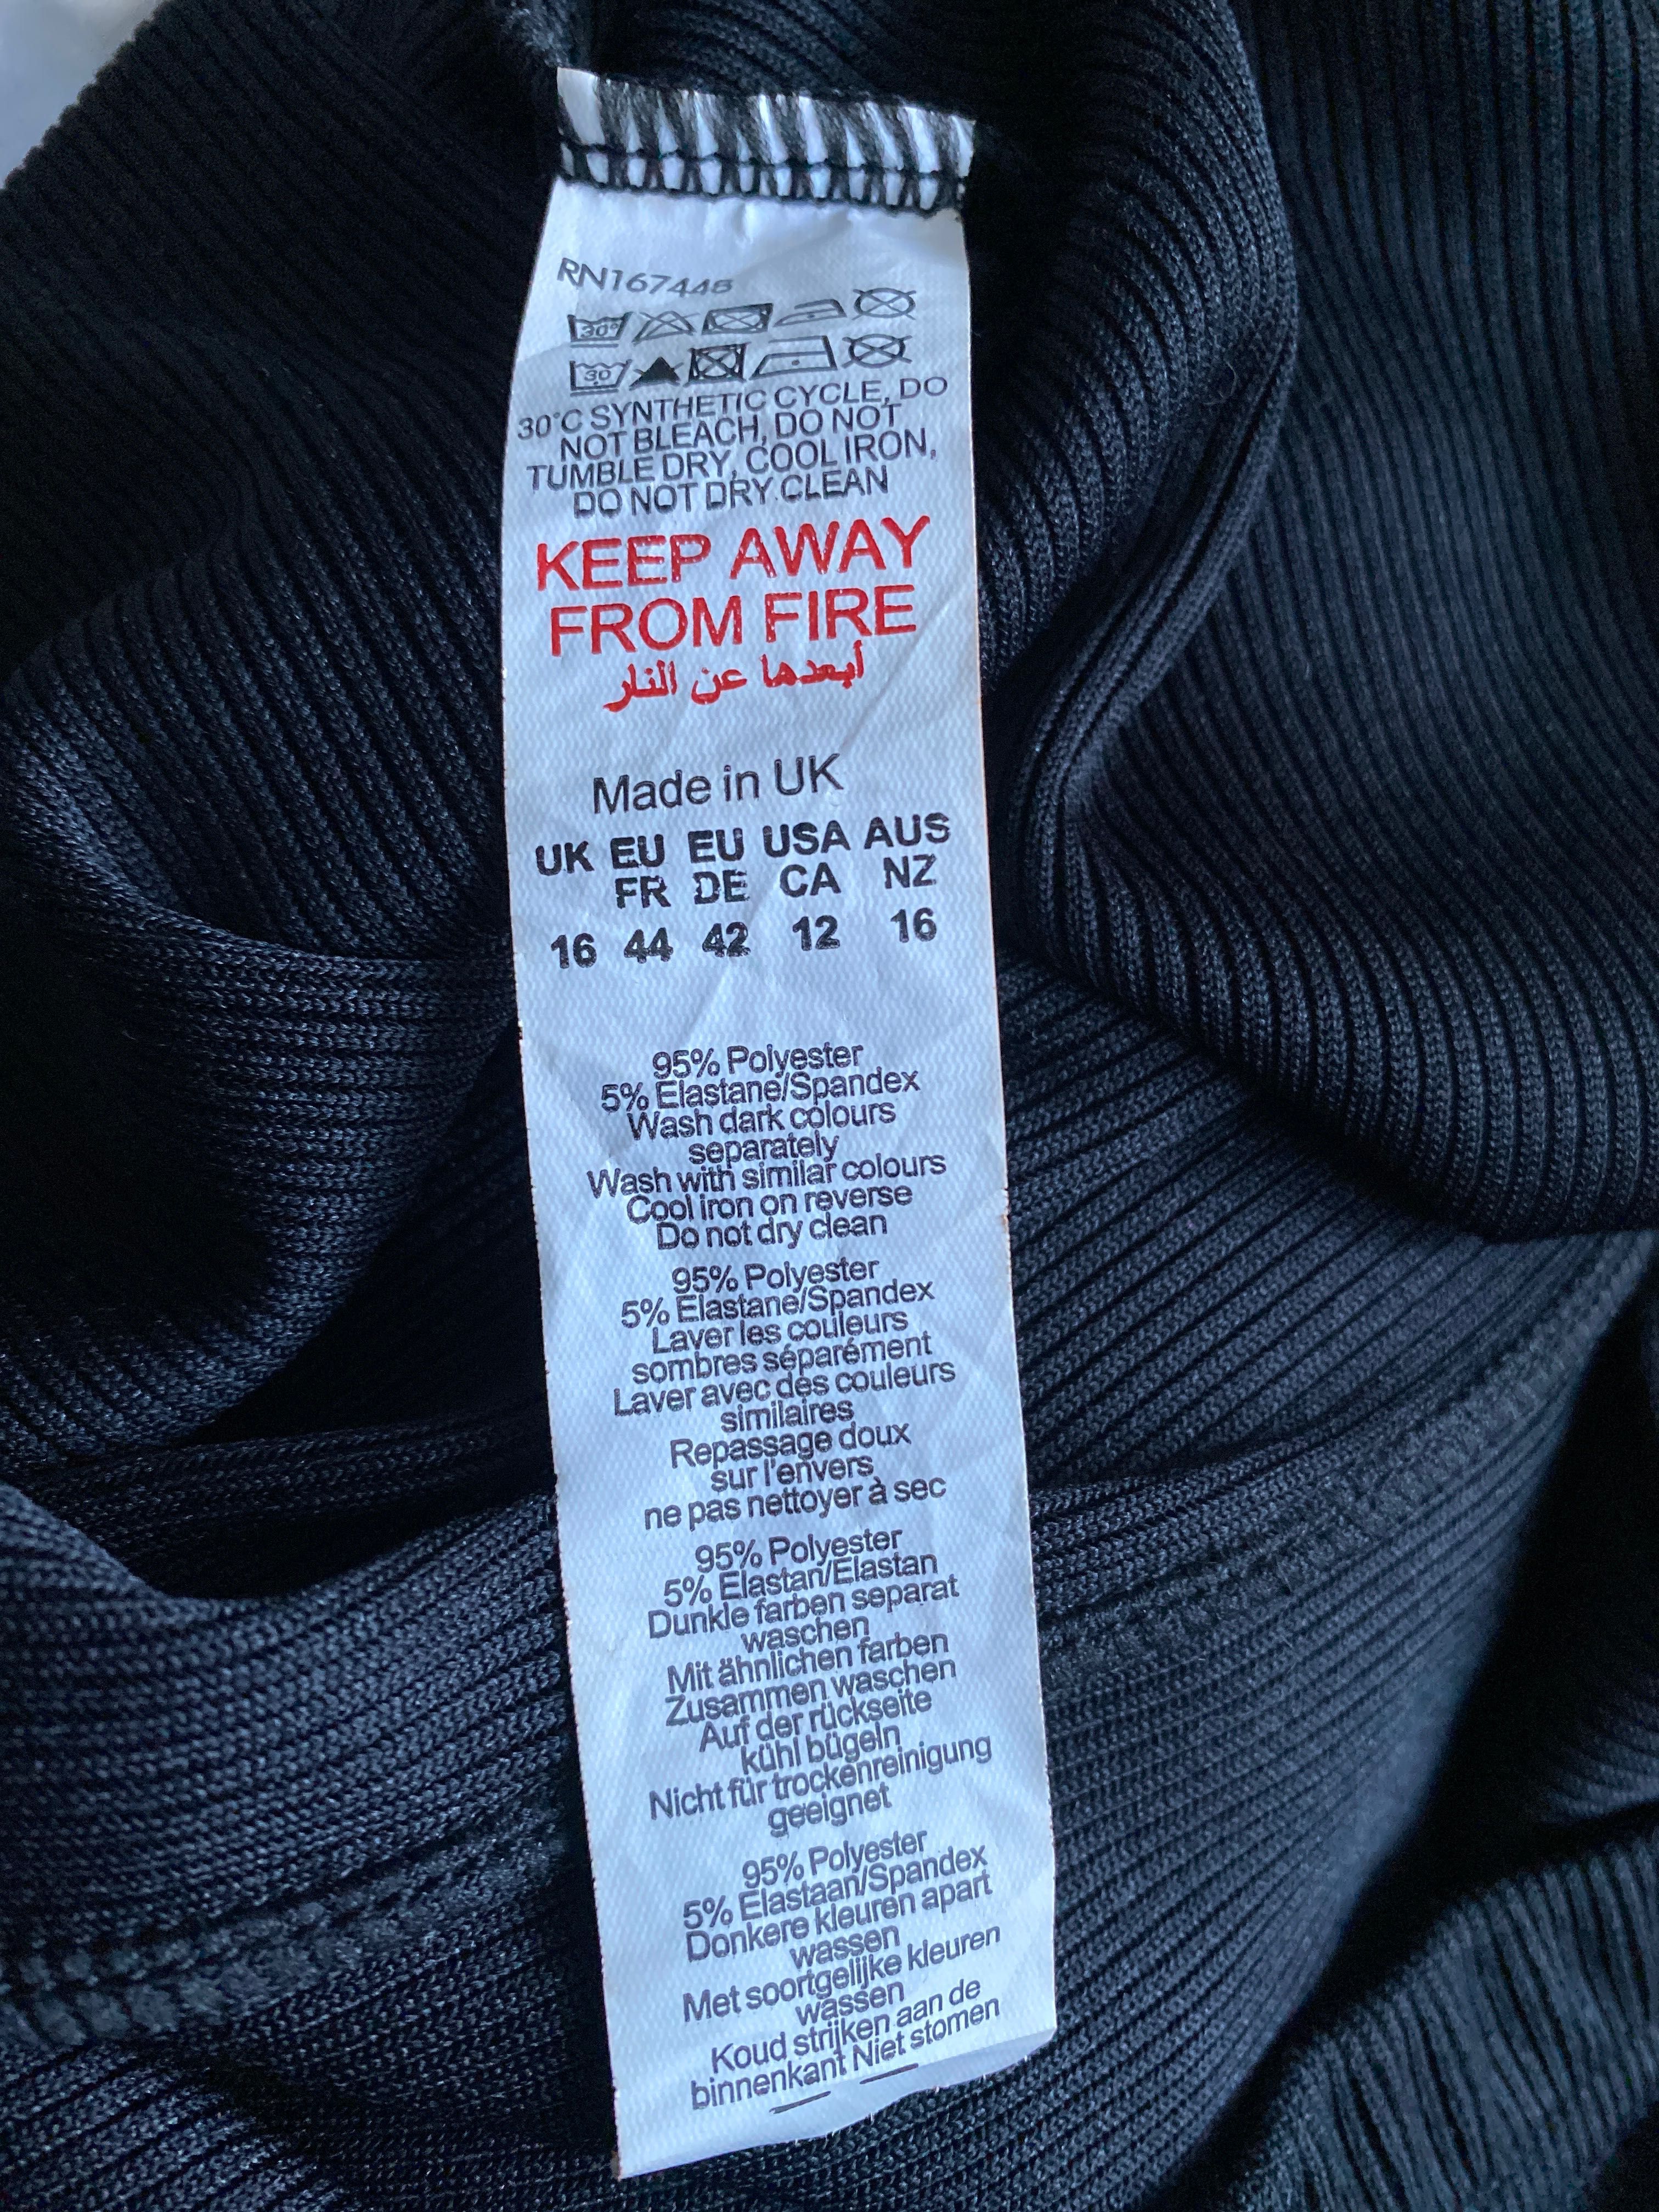 RN167448
30°
30°
30°C SYNTHETIC CYCLE, DO
NOT BLEACH, DO NOT
TUMBLE DRY, COOL IRON,
DO NOT DRY CLEAN
KEEP AWAY
FROM FIRE
أبعدها عن النار
Made in UK
UK EU EU USA AUS
FR DE CA NZ
16 44 42 12 16
95% Polyester
5% Elastane/Spandex
Wash dark colours
separately
Wash with similar colours
Cool iron on reverse
Do not dry clean
95% Polyester
5% Elastane/Spandex
Laver les couleurs
sombres séparément
Laver avec des couleurs
similaires
Repassage doux
sur l'envers
ne pas nettoyer à sec
95% Polyester
5% Elastan/Elastan
Dunkle farben separat
waschen
Mit ähnlichen farben
Zusammen waschen
Auf der rückseite
kühl bügeln
Nicht für trockenreinigung
geeignet
95% Polyester
5% Elastaan/Spandex
Donkere kleuren apart
wassen
Met soortgelijke kleuren
wassen
Koud strijken aan de
binnenkant Niet stomen